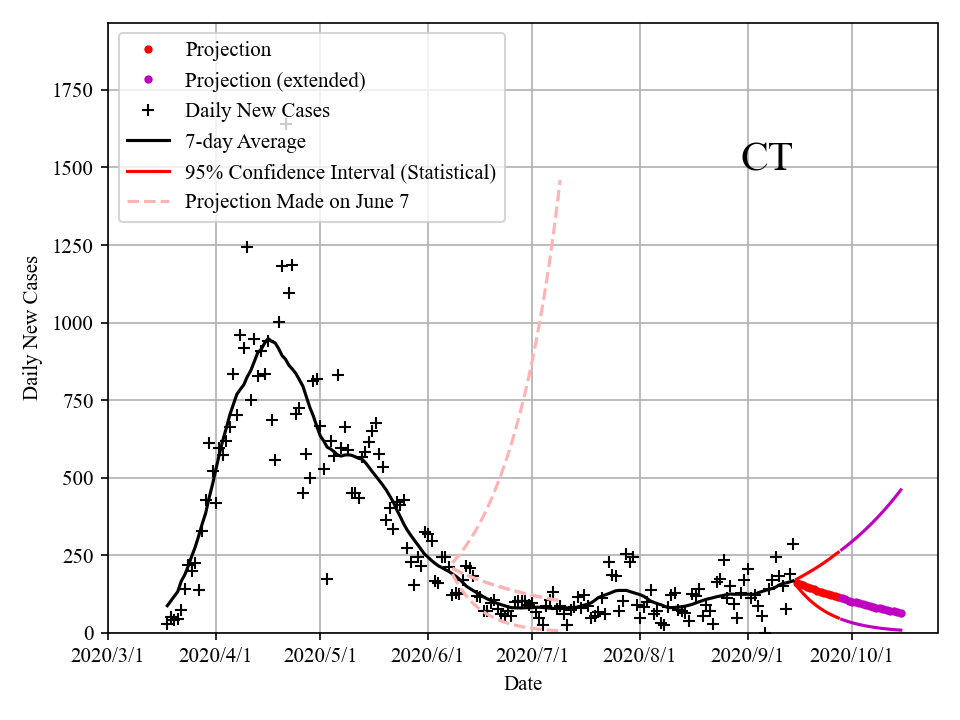 Projection
Projection (extended)
Daily New Cases
7-day Average
95% Confidence Interval (Statistical)
Projection Made on June 7
CT
1750
1500
1250
1000
750
500
250
0
Daily New Cases
2020/3/1 2020/4/1 2020/5/1 2020/6/1 2020/7/1 2020/8/1 2020/9/1 2020/10/1
Date